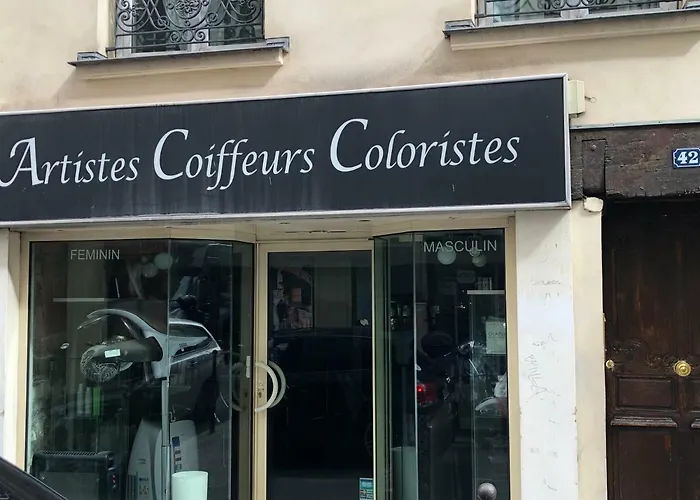 Artistes Coiffeurs Coloristes
42
FEMININ
MASCULIN